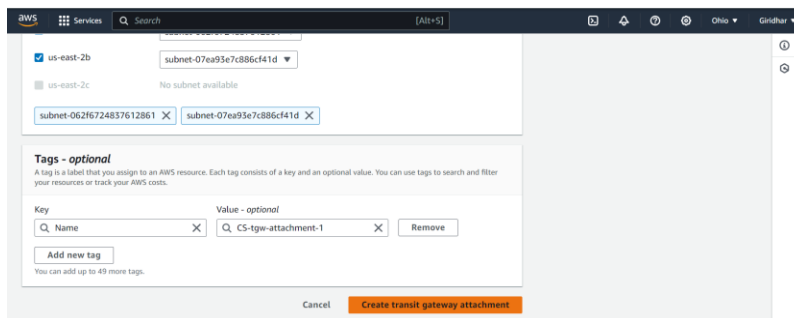 aws Services Search [Alt+S] Ohio Giridhar
us-east-2b subnet-07ea93e7c886cf41d
us-east-2c No subnet available
subnet-062f6724837612861 subnet-07ea93e7c886cf41d
Tags - optional
A tag is a label that you assign to an AWS resource. Each tag consists of a key and an optional value. You can use tags to search and filter
your resources or track your AWS costs.
Key Value - optional
Name CS-tgw-attachment-1 Remove
Add new tag
You can add up to 49 more tags.
Cancel Create transit gateway attachment